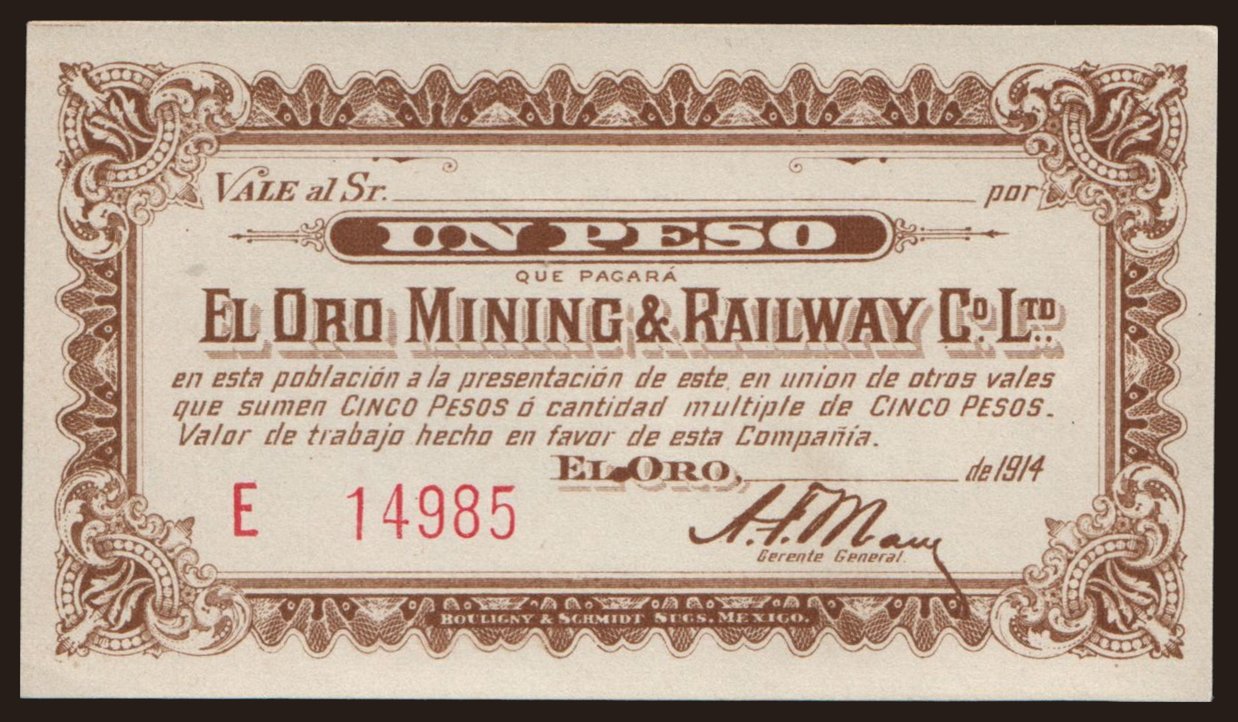 VALE al Sr. por
UN PESO
QUE PAGARÁ
EL ORO MINING & RAILWAY CO. LTD.
en esta población a la presentación de este, en union de otros vales
que sumen CINCO PESOS ó cantidad multiple de CINCO PESOS.
Valor de trabajo hecho en favor de esta Compañía.
EL ORO, de 1914
E 14985
Gerente General.
BOULIGNY & SCHMIDT SUCS. MEXICO.